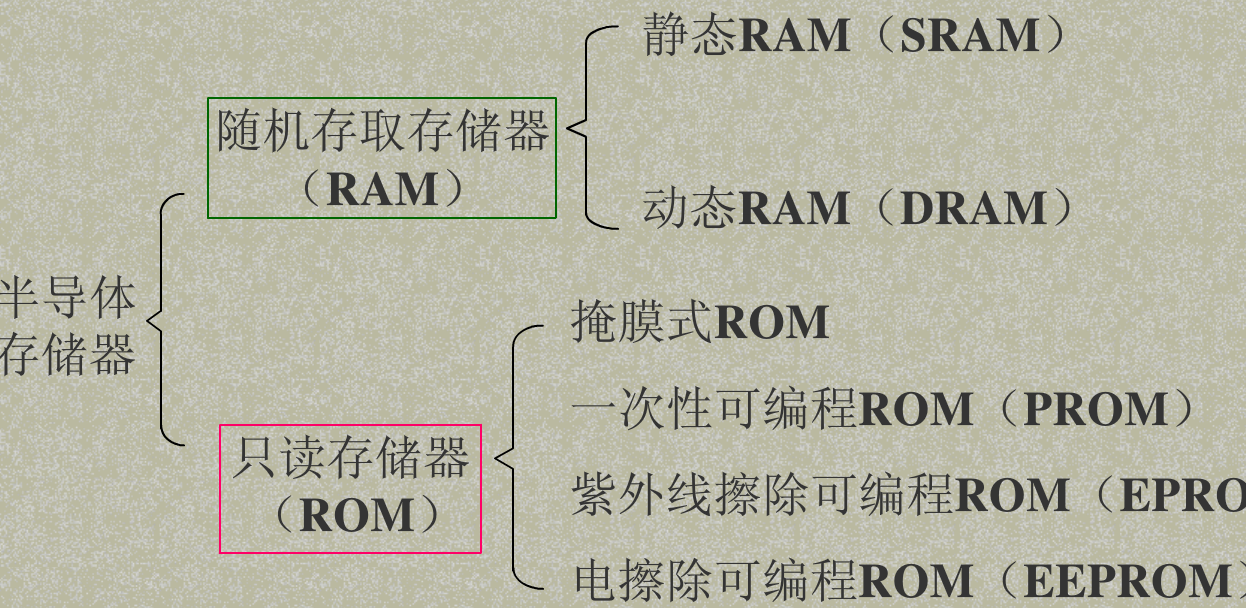 静态RAM（SRAM）
随机存取存储器
（RAM）
动态RAM（DRAM）
半导体
存储器
掩膜式ROM
一次性可编程ROM（PROM）
只读存储器
（ROM）
紫外线擦除可编程ROM（EPRO
电擦除可编程ROM（EEPROM）